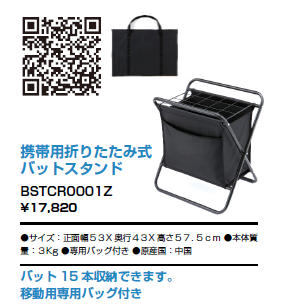 携帯用折りたたみ式
バットスタンド
BSTCR0001Z
¥17,820
●サイズ：正面幅５３Ｘ奥行４３Ｘ高さ５７．５ｃｍ ●本体質
量：３Ｋｇ ●専用バッグ付き ●原産国：中国
バット 15 本収納できます。
移動用専用バッグ付き